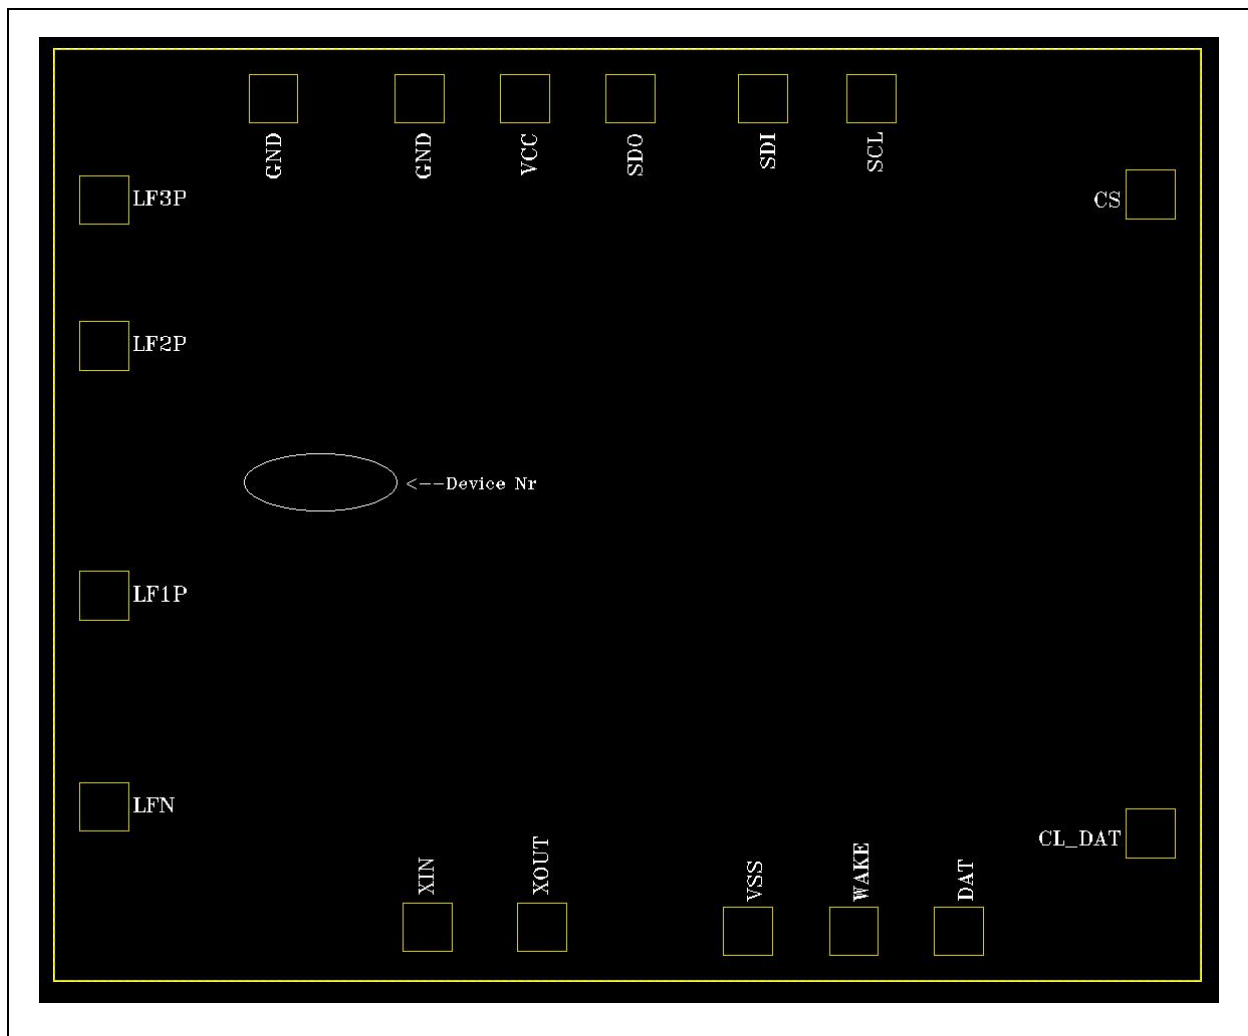 GND
GND
VCC
SDO
SDI
SCL
LF3P
CS
LF2P
<--Device Nr
LF1P
LFN
CL_DAT
XIN
XOUT
VSS
WAKE
DAT